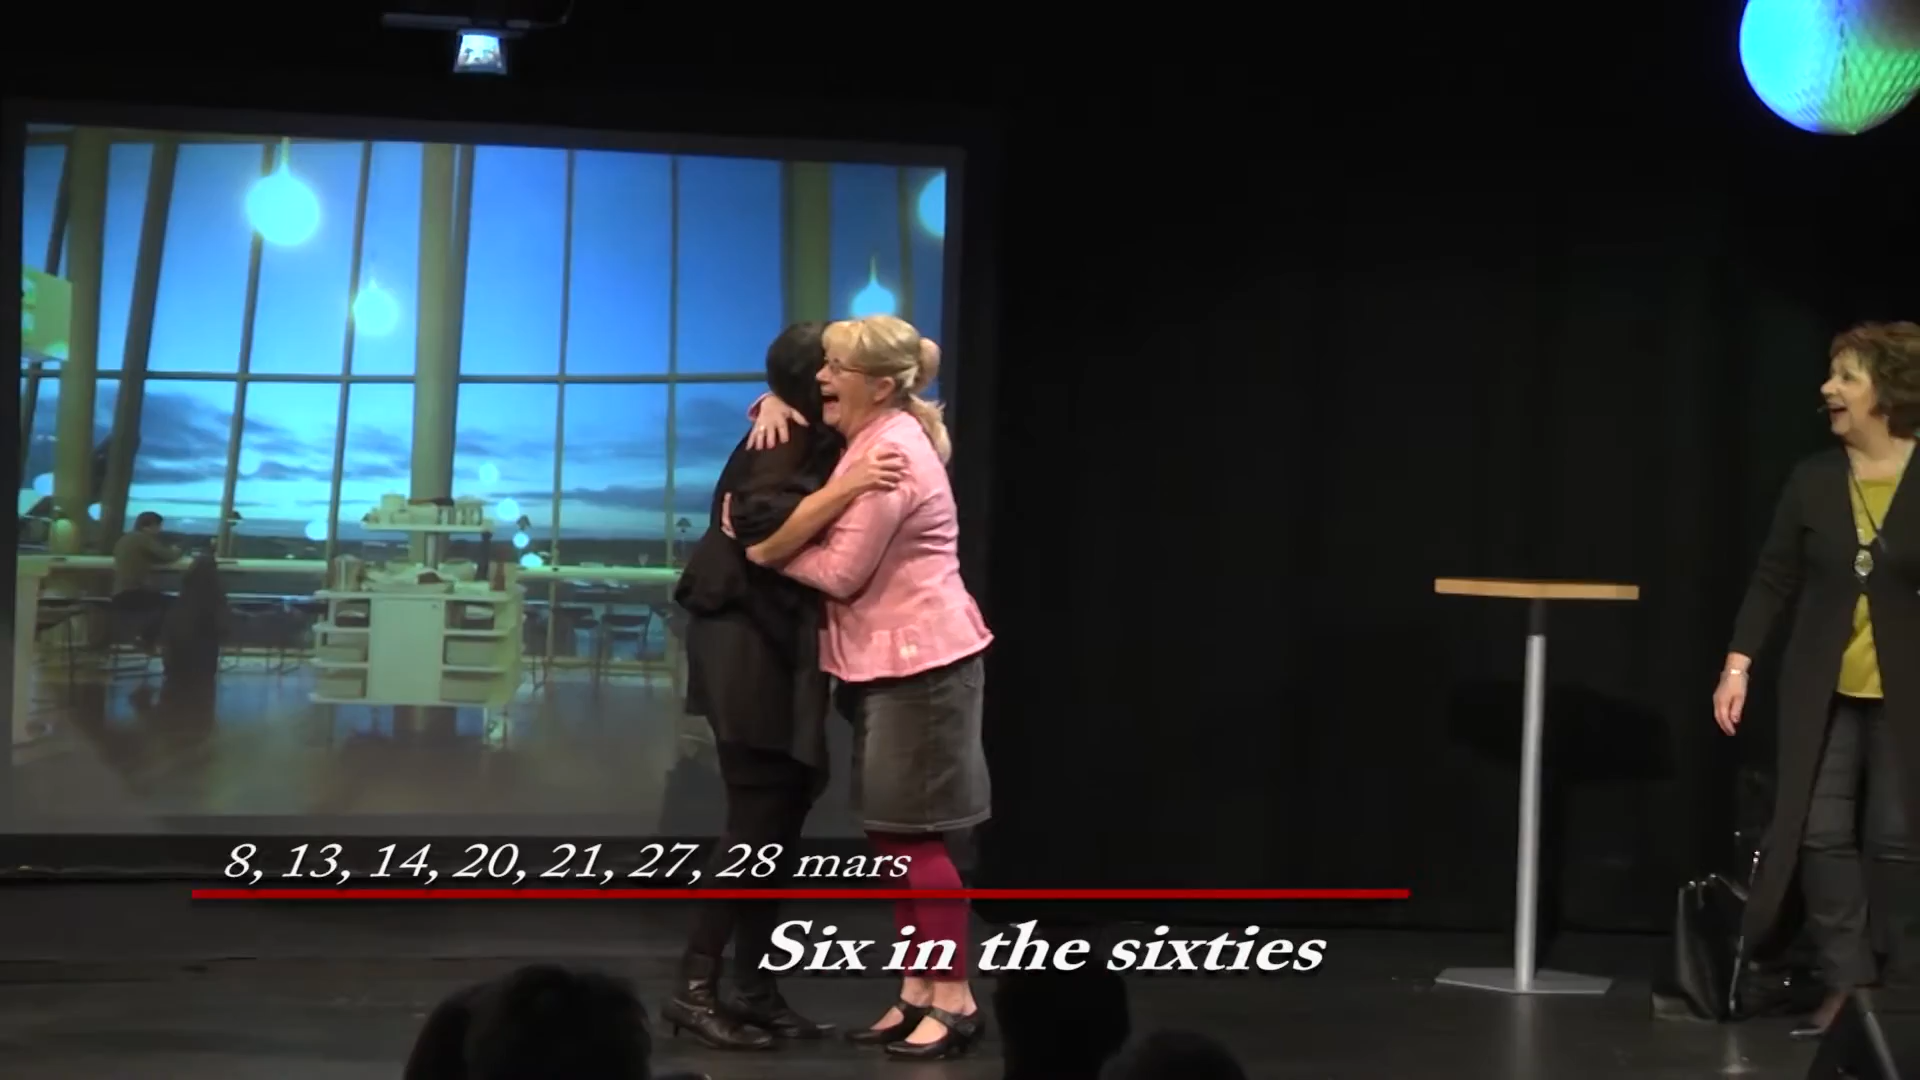 8, 13, 14, 20, 21, 27, 28 mars
Six in the sixties